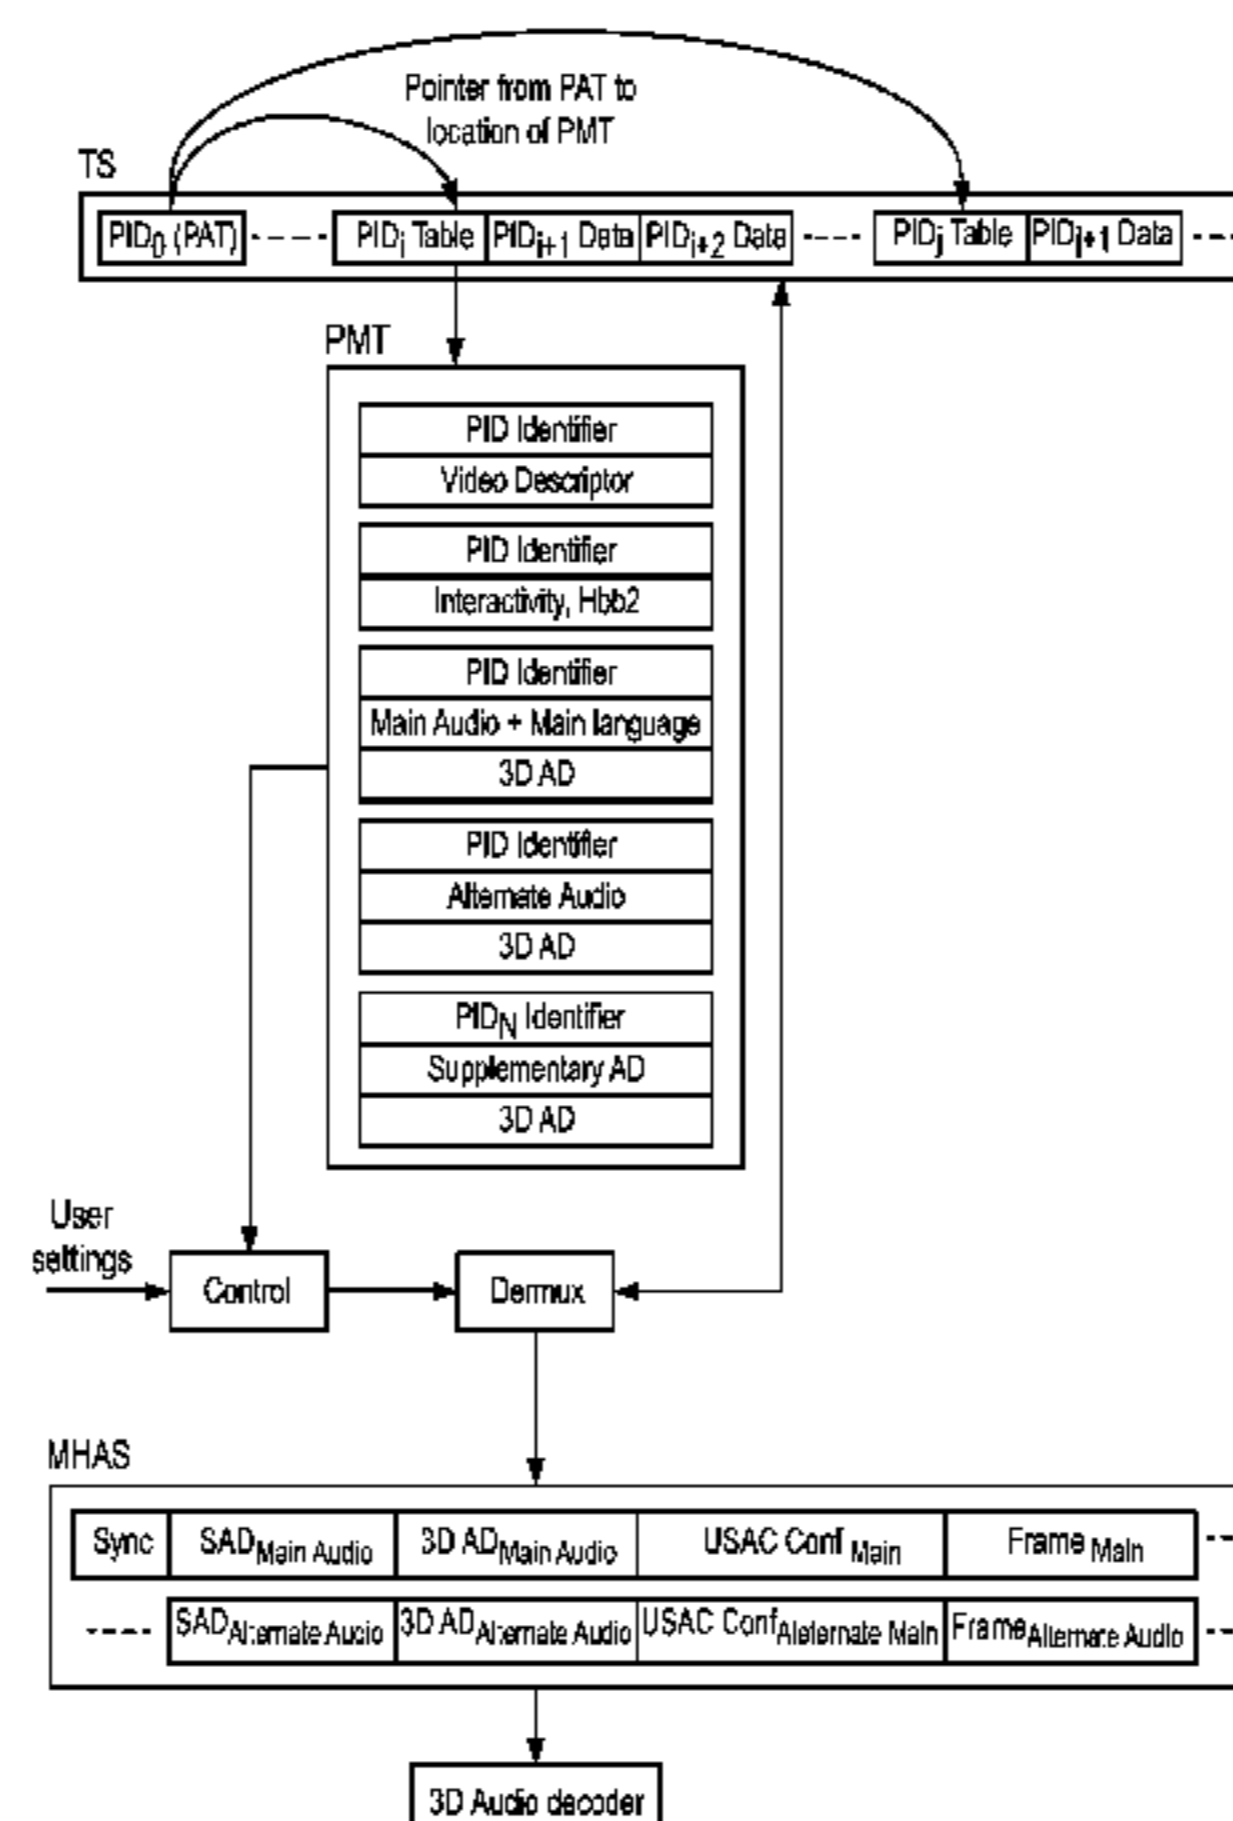 Pointer from PAT to
location of PMT
TS
PID0 (PAT)
PIDi Table
PIDi+1 Data
PIDi+2 Data
PIDj Table
PIDj+1 Data
PMT
PID Identifier
Video Descriptor
PID Identifier
Interactivity, Hbb2
PID Identifier
Main Audio + Main language
3D AD
PID Identifier
Alternate Audio
3D AD
PIDN Identifier
Supplementary AD
3D AD
User
settings
Control
Demux
MHAS
Sync
SADMain Audio
3D ADMain Audio
USAC Conf Main
Frame Main
SADAlternate Audio
3D ADAlternate Audio
USAC ConfAleternate Main
FrameAlternate Audio
3D Audio decoder